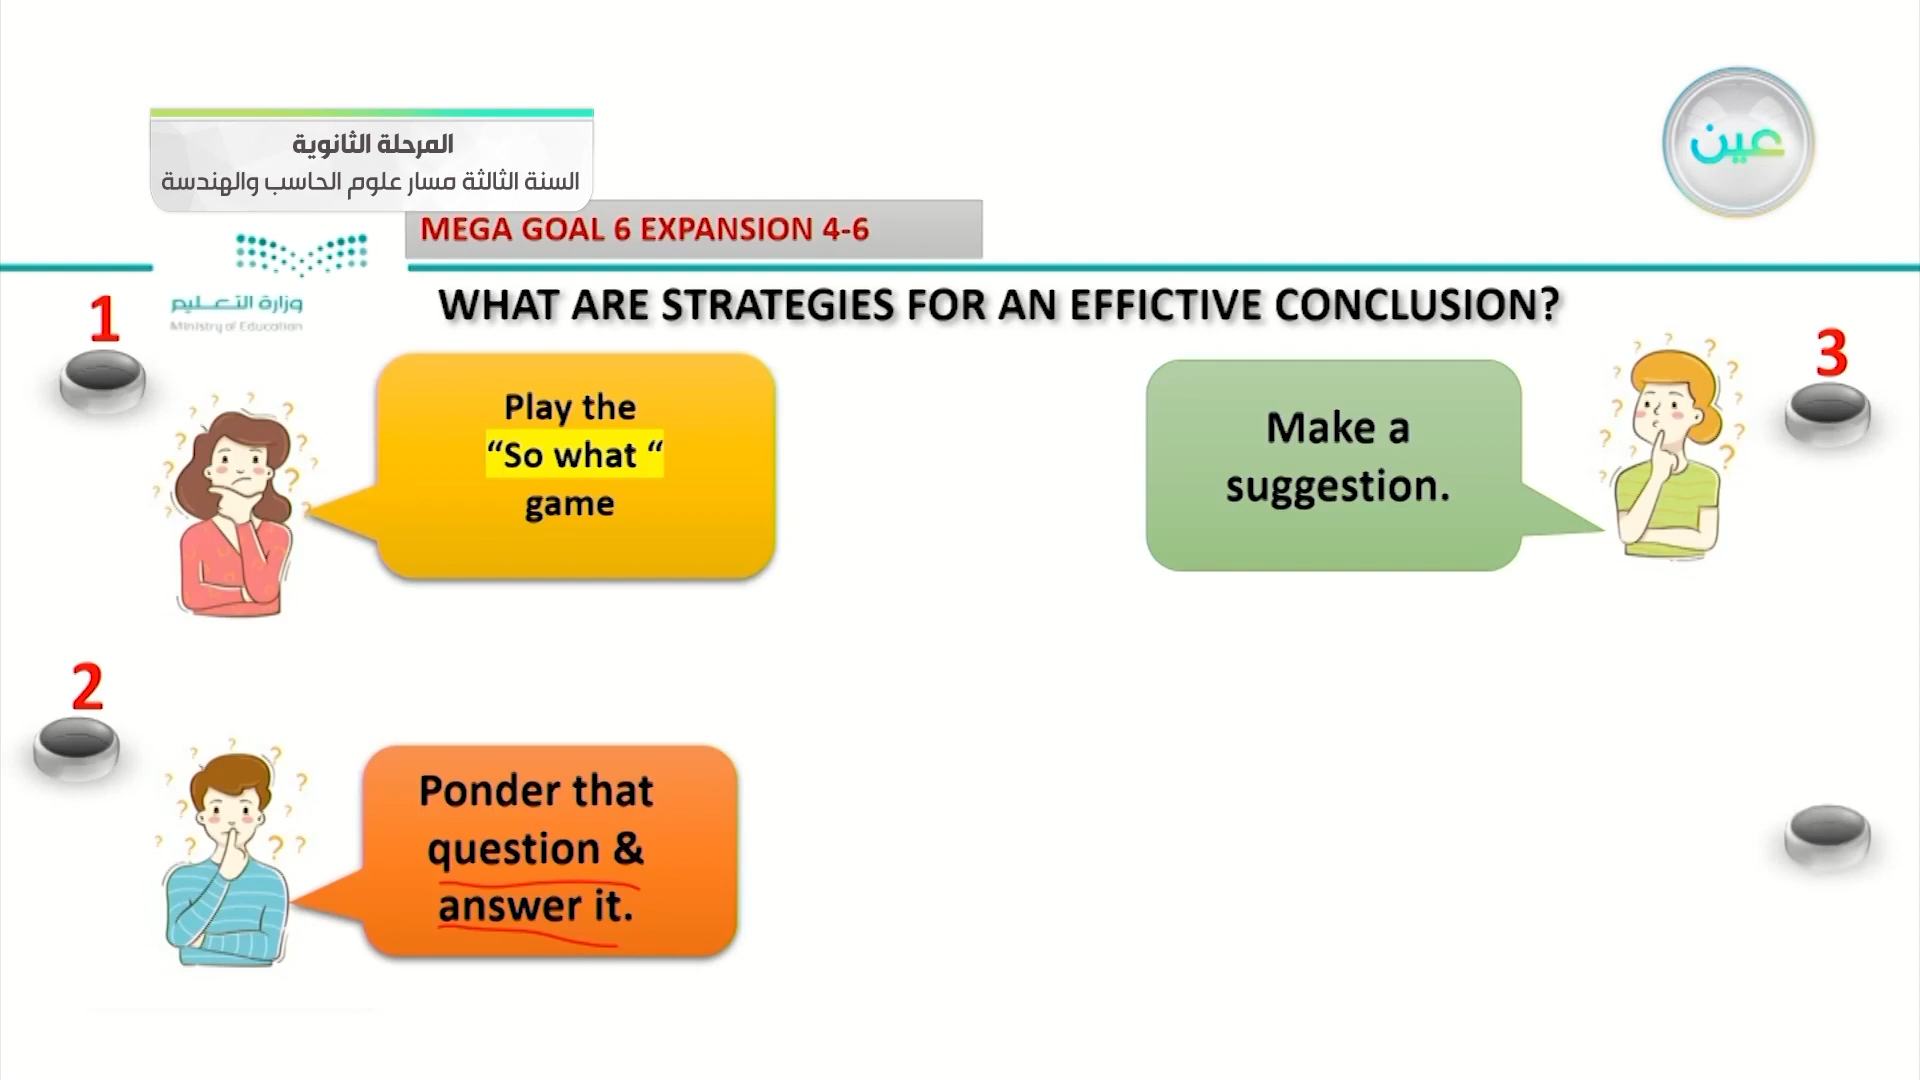 المرحلة الثانوية
السنة الثالثة مسار علوم الحاسب والهندسة
عين
MEGA GOAL 6 EXPANSION 4-6
وزارة التعليم
Ministry of Education
WHAT ARE STRATEGIES FOR AN EFFICTIVE CONCLUSION?
1
Play the
“So what “
game
2
Ponder that
question &
answer it.
3
Make a
suggestion.